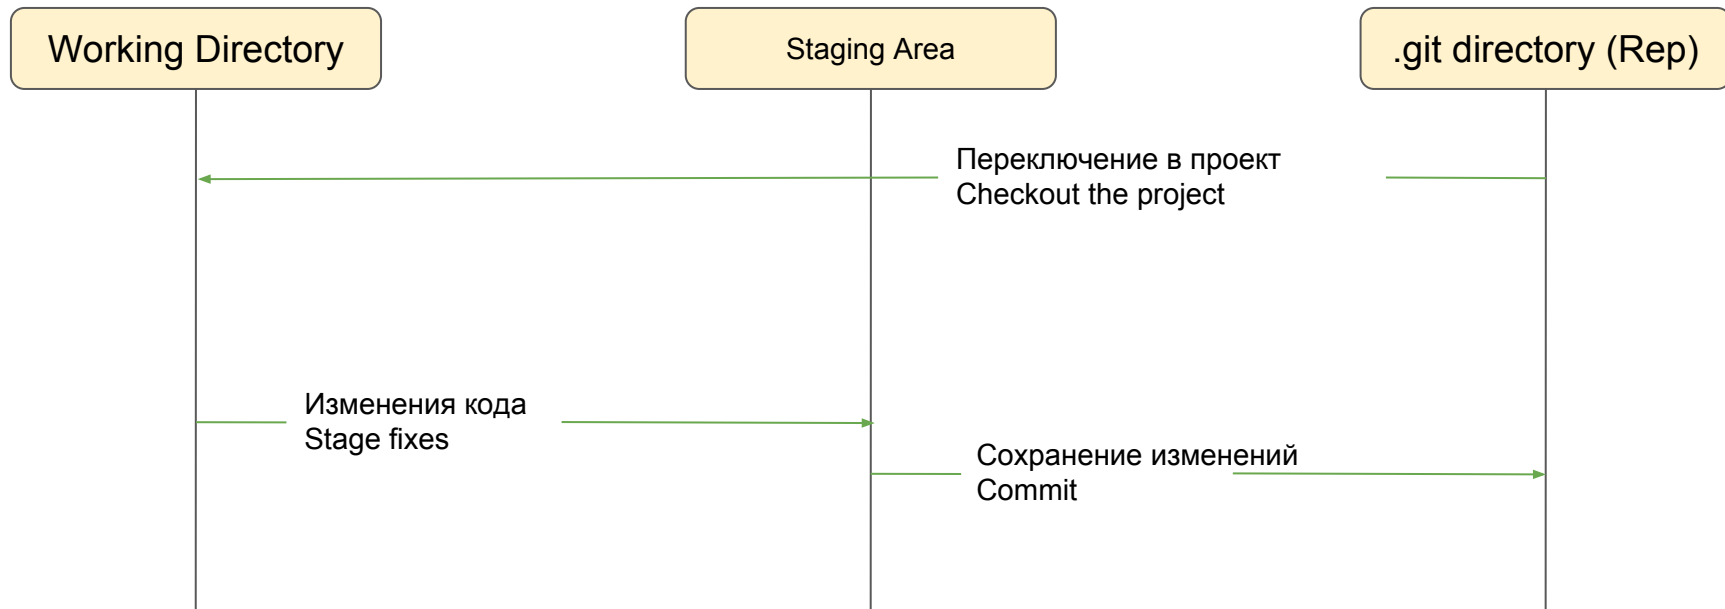 Working Directory
Staging Area
.git directory (Rep)
Переключение в проект
Checkout the project
Изменения кода
Stage fixes
Сохранение изменений
Commit